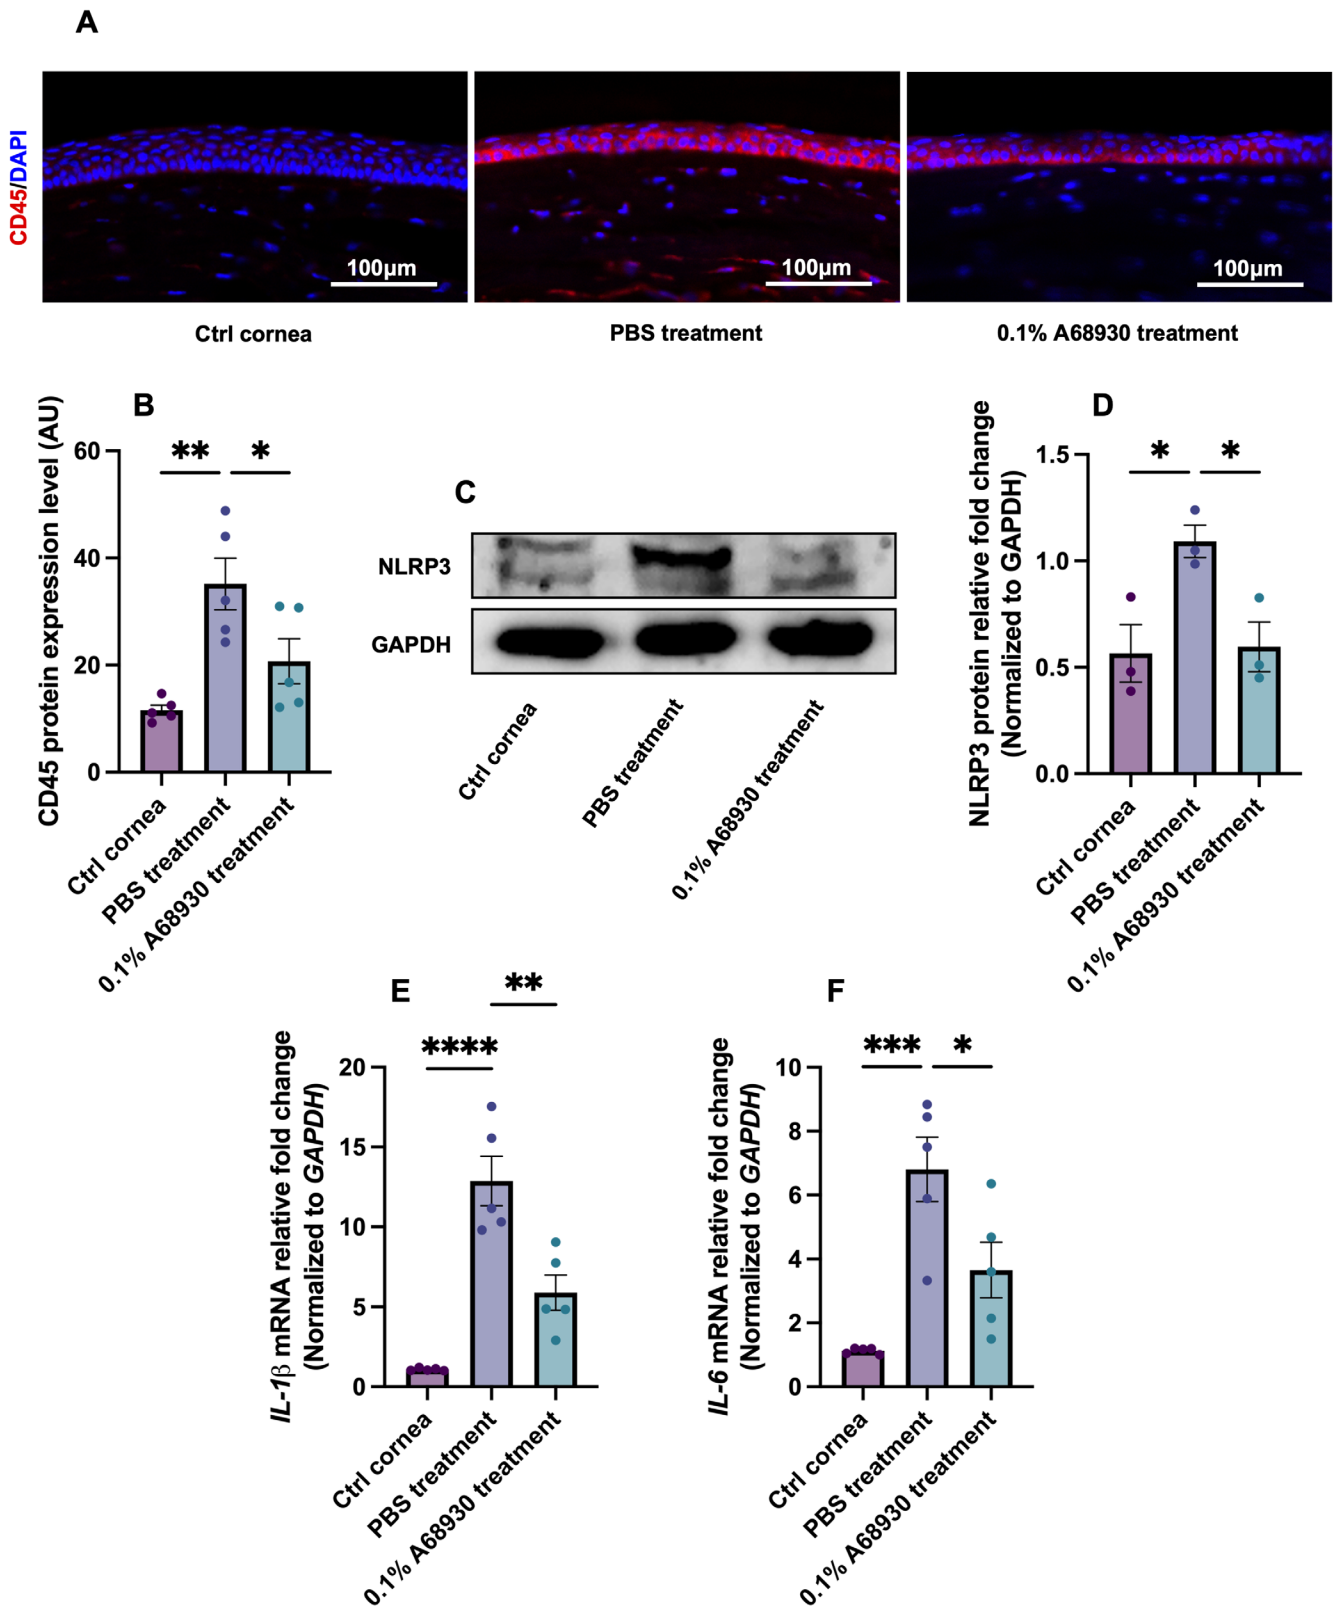 A
CD45/DAPI
100µm
100µm
100µm
Ctrl cornea
PBS treatment
0.1% A68930 treatment
B
CD45 protein expression level (AU)
60
40
20
0
**
*
Ctrl cornea
PBS treatment
0.1% A68930 treatment
C
NLRP3
GAPDH
Ctrl cornea
PBS treatment
0.1% A68930 treatment
D
NLRP3 protein relative fold change
(Normalized to GAPDH)
1.5
1.0
0.5
0.0
*
*
Ctrl cornea
PBS treatment
0.1% A68930 treatment
E
IL-1β mRNA relative fold change
(Normalized to GAPDH)
20
15
10
5
0
****
**
Ctrl cornea
PBS treatment
0.1% A68930 treatment
F
IL-6 mRNA relative fold change
(Normalized to GAPDH)
10
8
6
4
2
0
***
*
Ctrl cornea
PBS treatment
0.1% A68930 treatment